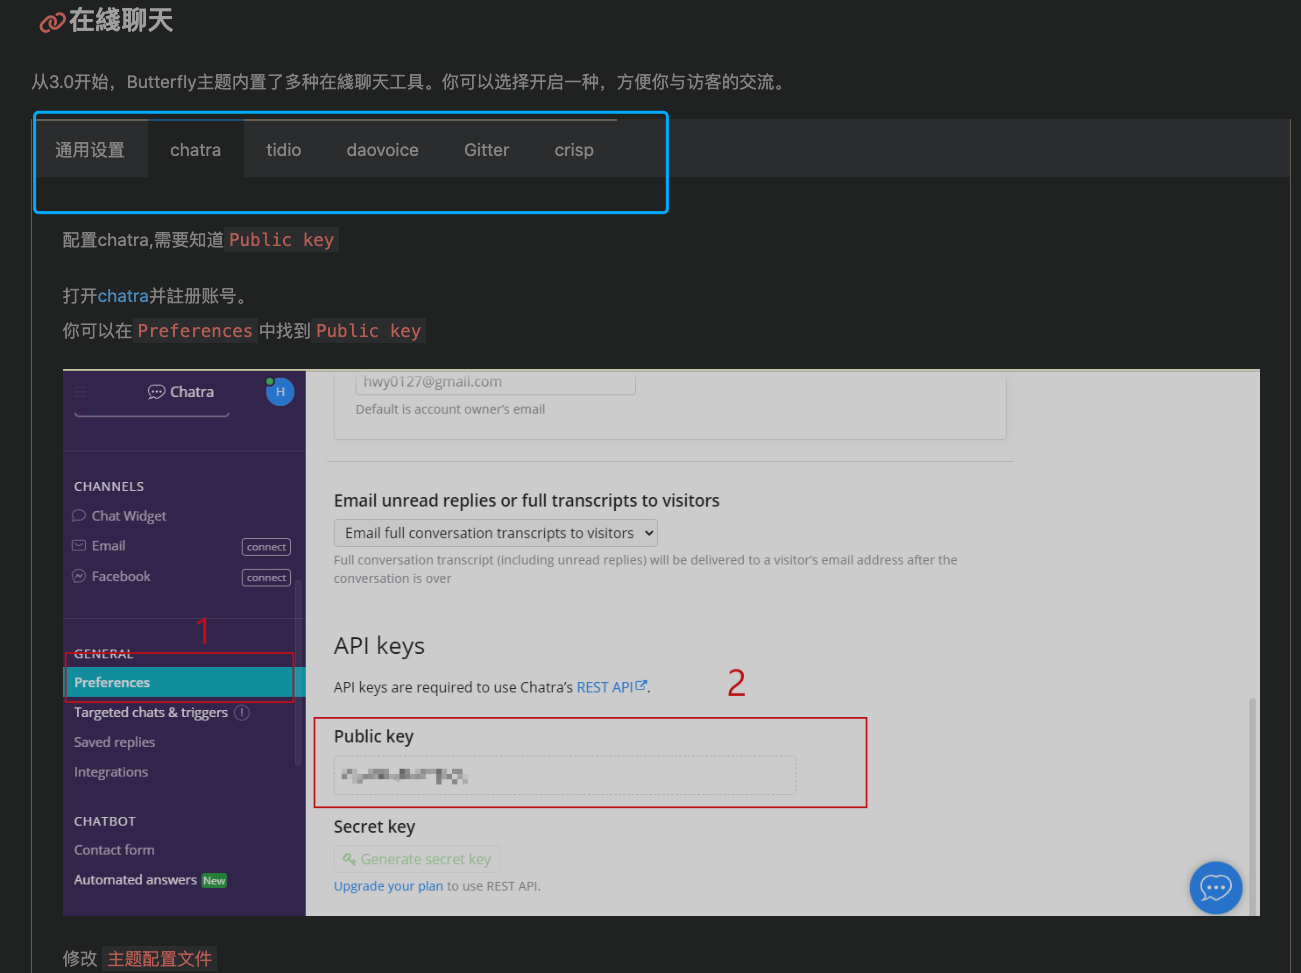 在綫聊天
从3.0开始，Butterfly主题内置了多种在綫聊天工具。你可以选择开启一种，方便你与访客的交流。
通用设置 chatra tidio daovoice Gitter crisp
配置chatra,需要知道 Public key
打开chatra并註册账号。
你可以在 Preferences 中找到 Public key
Chatra H
CHANNELS
Chat Widget
Email connect
Facebook connect
1
GENERAL
Preferences
Targeted chats & triggers
Saved replies
Integrations
CHATBOT
Contact form
Automated answers New
hwy0127@gmail.com
Default is account owner's email
Email unread replies or full transcripts to visitors
Email full conversation transcripts to visitors
Full conversation transcript (including unread replies) will be delivered to a visitor's email address after the
conversation is over
API keys
API keys are required to use Chatra's REST API.
2
Public key
Secret key
Generate secret key
Upgrade your plan to use REST API.
修改 主题配置文件